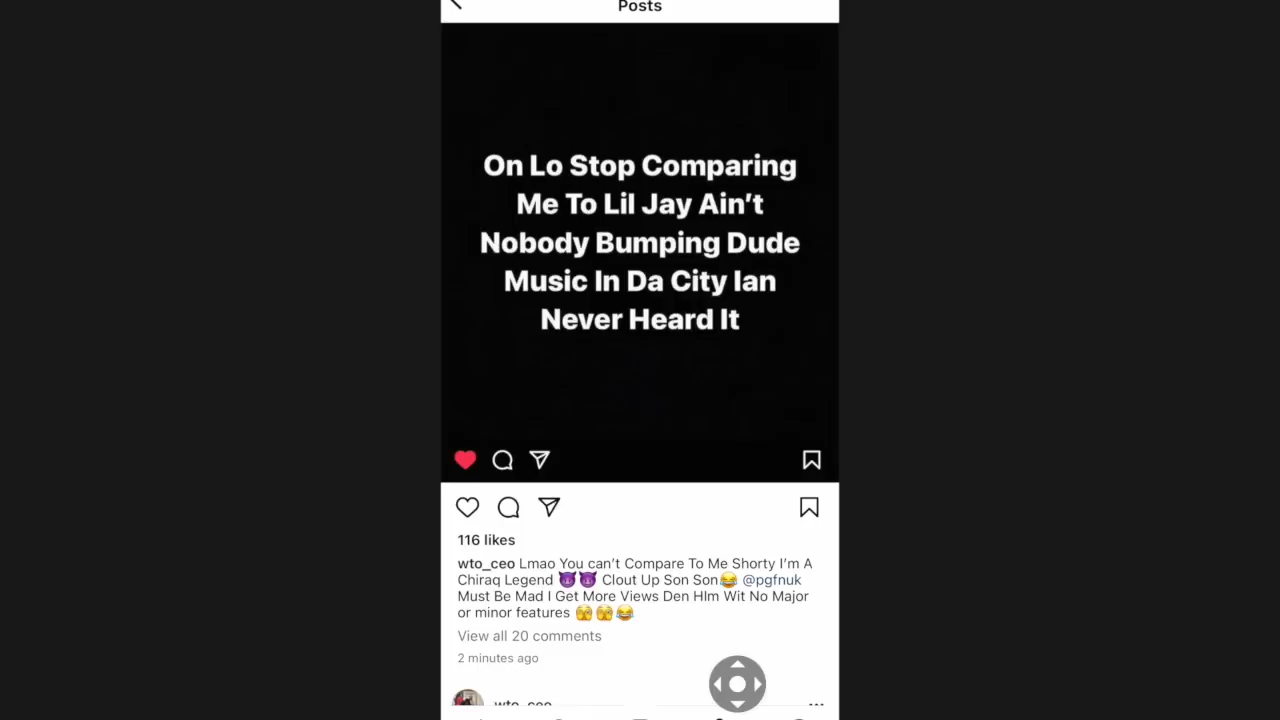 Posts
On Lo Stop Comparing
Me To Lil Jay Ain't
Nobody Bumping Dude
Music In Da City Ian
Never Heard It
116 likes
wto_ceo Lmao You can't Compare To Me Shorty I'm A
Chiraq Legend 😈😈 Clout Up Son Son😂 @pgfnuk
Must Be Mad I Get More Views Den HIm Wit No Major
or minor features 🫣🫣😂
View all 20 comments
2 minutes ago
wto_ceo